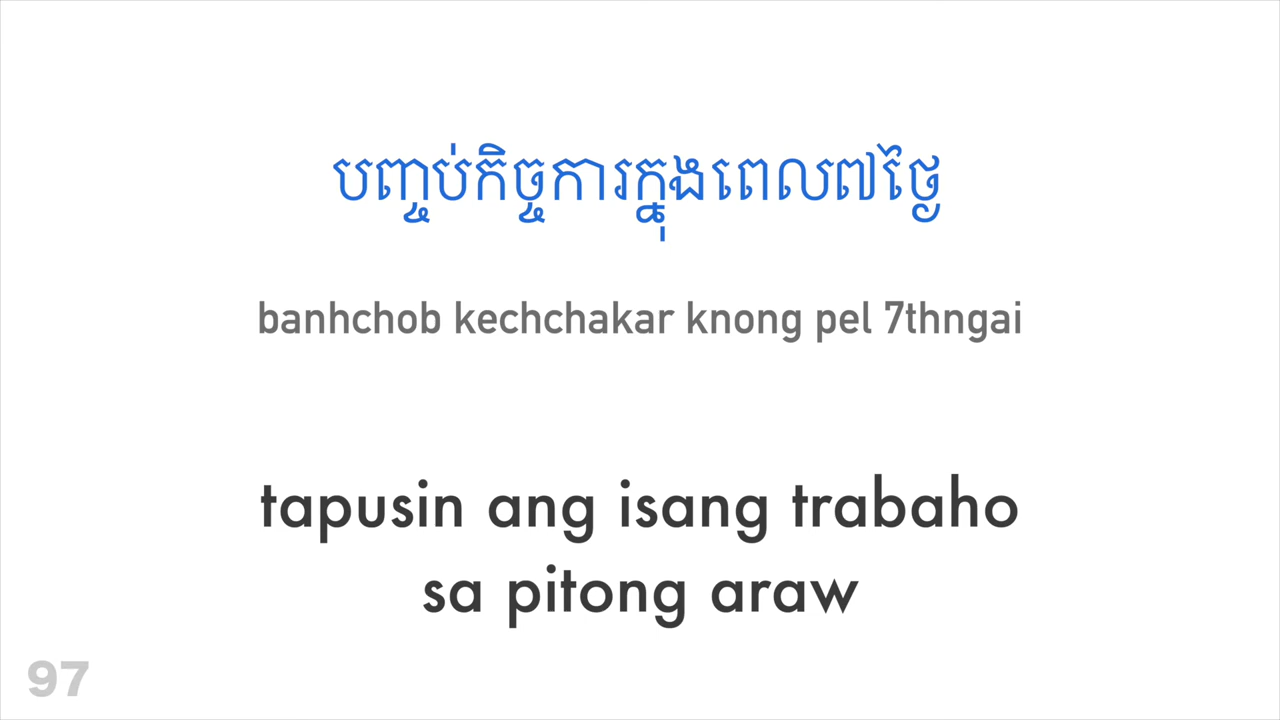 បញ្ចប់កិច្ចការក្នុងពេល៧ថ្ងៃ
banhchob kechchakar knong pel 7thngai
tapusin ang isang trabaho
sa pitong araw
97